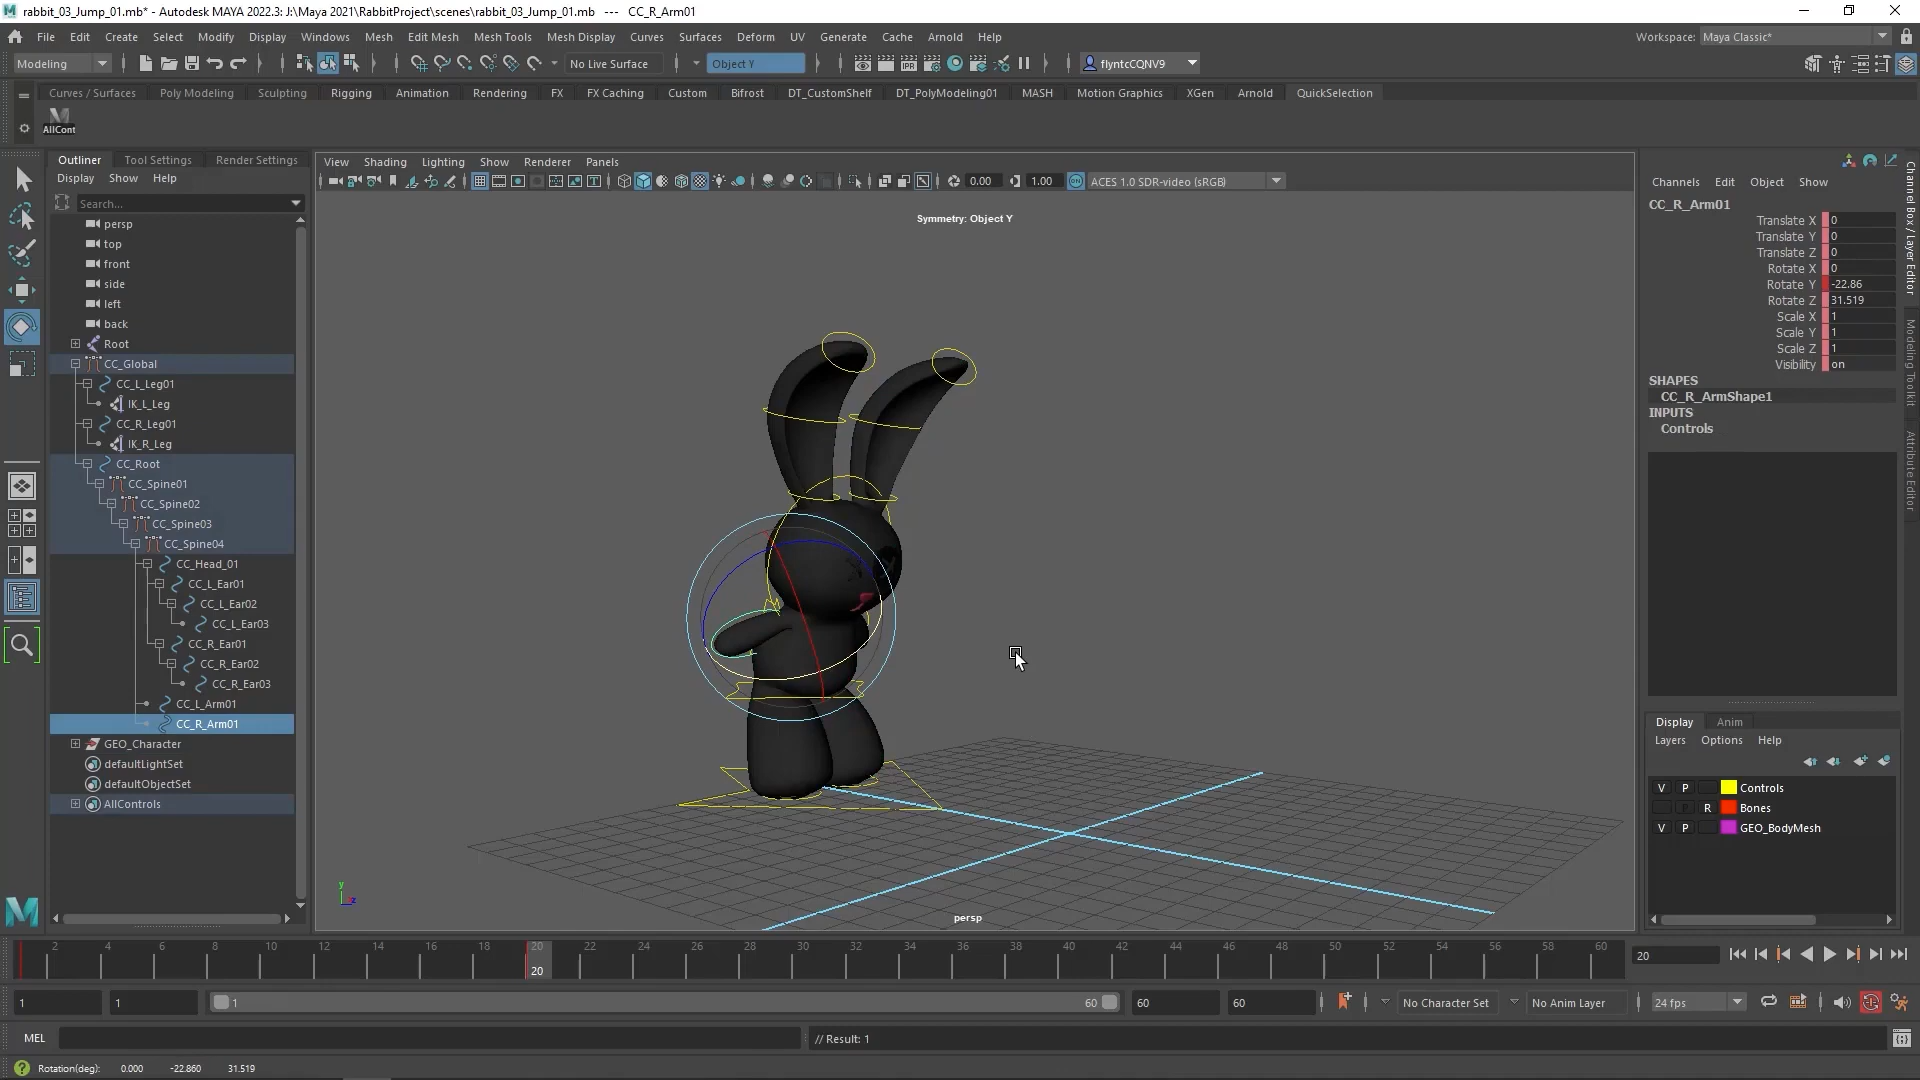 rabbit_03_Jump_01.mb* - Autodesk MAYA 2022.3: J:\Maya 2021\RabbitProject\scenes\rabbit_03_Jump_01.mb   ---   CC_R_Arm01
File Edit Create Select Modify Display Windows Mesh Edit Mesh Mesh Tools Mesh Display Curves Surfaces Deform UV Generate Cache Arnold Help
Workspace: Maya Classic*
Modeling
No Live Surface
Object Y
IPR
flyntcCQNV9
Curves / Surfaces Poly Modeling Sculpting Rigging Animation Rendering FX FX Caching Custom Bifrost DT_CustomShelf DT_PolyModeling01 MASH Motion Graphics XGen Arnold QuickSelection
AllCont
Outliner Tool Settings Render Settings
Display Show Help
Search...
persp
top
front
side
left
back
Root
CC_Global
CC_L_Leg01
IK_L_Leg
CC_R_Leg01
IK_R_Leg
CC_Root
CC_Spine01
CC_Spine02
CC_Spine03
CC_Spine04
CC_Head_01
CC_L_Ear01
CC_L_Ear02
CC_L_Ear03
CC_R_Ear01
CC_R_Ear02
CC_R_Ear03
CC_L_Arm01
CC_R_Arm01
GEO_Character
defaultLightSet
defaultObjectSet
AllControls
View Shading Lighting Show Renderer Panels
0.00 1.00 ACES 1.0 SDR-video (sRGB)
Symmetry: Object Y
y
z
persp
Channels Edit Object Show
CC_R_Arm01
Translate X 0
Translate Y 0
Translate Z 0
Rotate X 0
Rotate Y -22.86
Rotate Z 31.519
Scale X 1
Scale Y 1
Scale Z 1
Visibility on
SHAPES
CC_R_ArmShape1
INPUTS
Controls
Channel Box / Layer Editor
Modeling Toolkit
Attribute Editor
Display Anim
Layers Options Help
V P Controls
P R Bones
V P GEO_BodyMesh
2 4 6 8 10 12 14 16 18 20 22 24 26 28 30 32 34 36 38 40 42 44 46 48 50 52 54 56 58 60
20
20
1 1 1 60 60 60 No Character Set No Anim Layer 24 fps
MEL // Result: 1
Rotation(deg): 0.000 -22.860 31.519